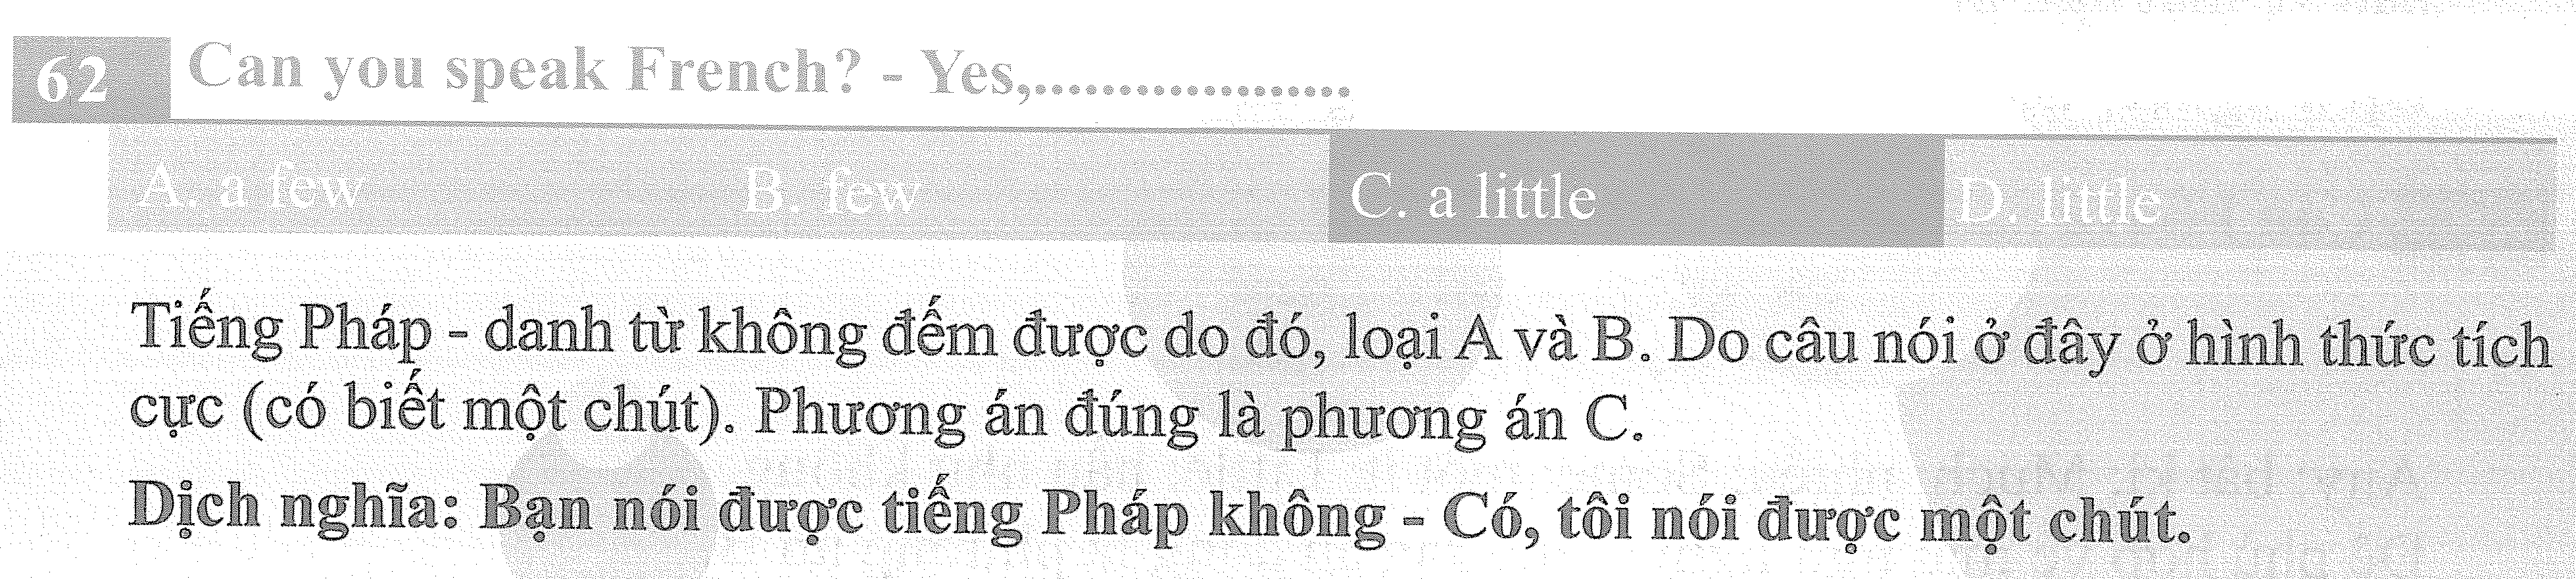 62 Can you speak French? - Yes,...................
A. a few B. few C. a little D. little
Tiếng Pháp - danh từ không đếm được do đó, loại A và B. Do câu nói ở đây ở hình thức tích
cực (có biết một chút). Phương án đúng là phương án C.
Dịch nghĩa: Bạn nói được tiếng Pháp không - Có, tôi nói được một chút.